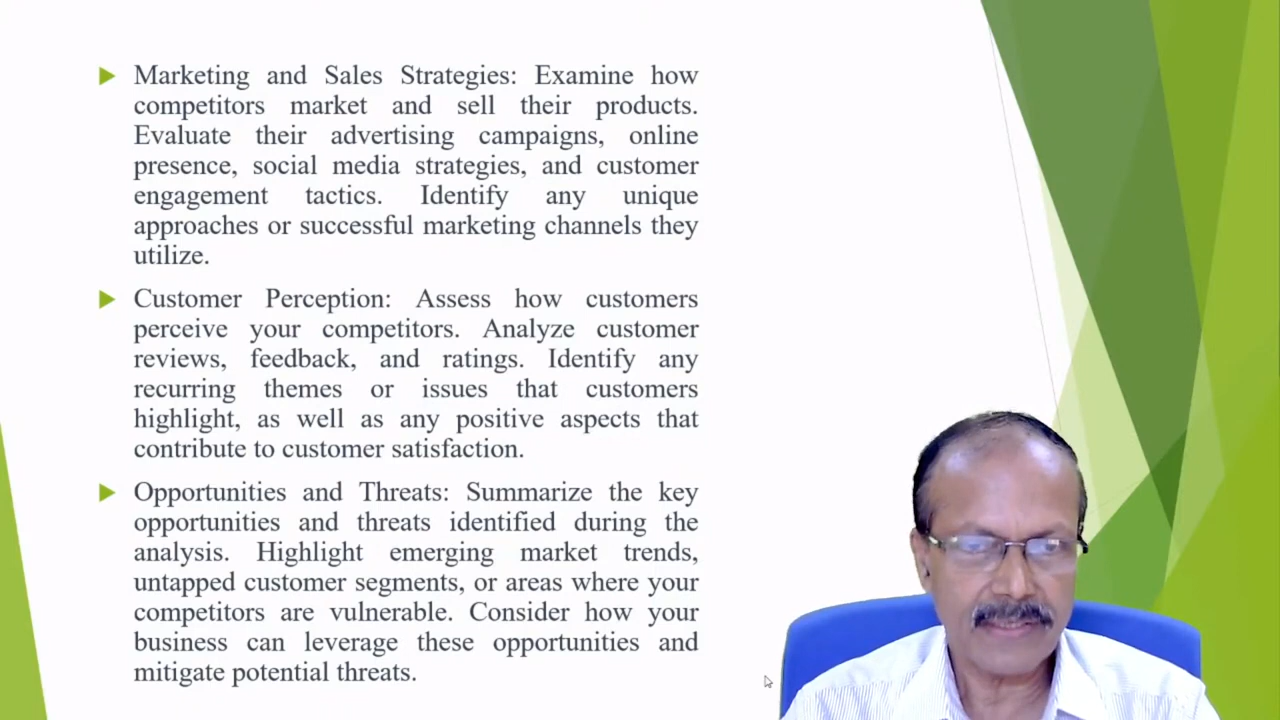 Marketing and Sales Strategies: Examine how
competitors market and sell their products.
Evaluate their advertising campaigns, online
presence, social media strategies, and customer
engagement tactics. Identify any unique
approaches or successful marketing channels they
utilize.
Customer Perception: Assess how customers
perceive your competitors. Analyze customer
reviews, feedback, and ratings. Identify any
recurring themes or issues that customers
highlight, as well as any positive aspects that
contribute to customer satisfaction.
Opportunities and Threats: Summarize the key
opportunities and threats identified during the
analysis. Highlight emerging market trends,
untapped customer segments, or areas where your
competitors are vulnerable. Consider how your
business can leverage these opportunities and
mitigate potential threats.